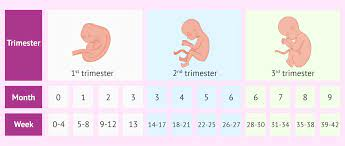 Trimester
1st trimester
2nd trimester
3rd trimester
Month 0 1 2 3 3 5 6 6 7 8 9
Week 0-4 5-8 9-12 13 14-17 18-21 22-25 26-27 28-30 31-34 35-38 39-42